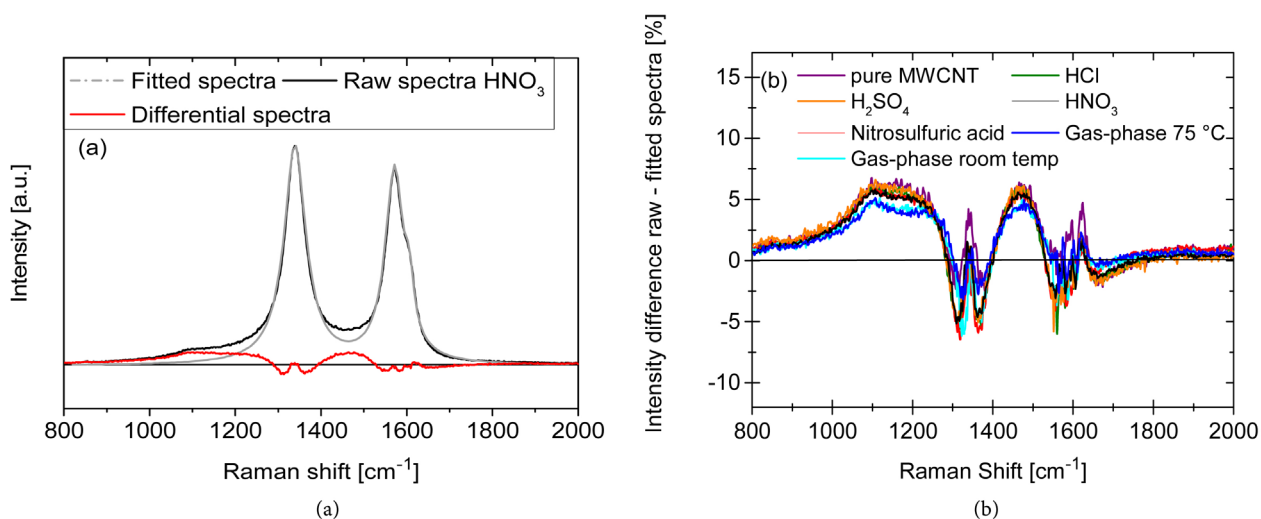 Fitted spectra Raw spectra HNO3
Differential spectra
(a)
Intensity [a.u.]
800 1000 1200 1400 1600 1800 2000
Raman shift [cm-1]
(a)
Intensity difference raw - fitted spectra [%]
(b)
pure MWCNT HCl
H2SO4 HNO3
Nitrosulfuric acid Gas-phase 75 °C
Gas-phase room temp
15
10
5
0
-5
-10
800 1000 1200 1400 1600 1800 2000
Raman Shift [cm-1]
(b)